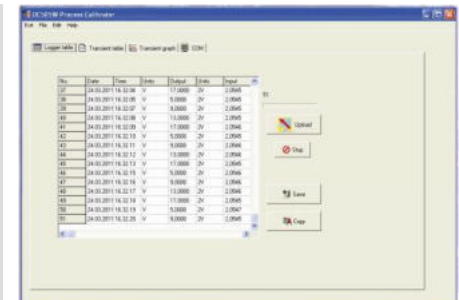 Process Calibrator
Exit File Edit Help
Logger table Transient table Transient graph COM
No. Date Time Units Output Units Input
37 24.03.2011 16.32.04 V 17,0000 2V 2,0945
38 24.03.2011 16.32.05 V 5,0000 2V 2,0945
39 24.03.2011 16.32.07 V 9,0000 2V 2,0945
40 24.03.2011 16.32.08 V 13,0000 2V 2,0945
41 24.03.2011 16.32.09 V 17,0000 2V 2,0946
42 24.03.2011 16.32.10 V 5,0000 2V 2,0945
43 24.03.2011 16.32.11 V 9,0000 2V 2,0946
44 24.03.2011 16.32.12 V 13,0000 2V 2,0946
45 24.03.2011 16.32.13 V 17,0000 2V 2,0945
46 24.03.2011 16.32.15 V 5,0000 2V 2,0946
47 24.03.2011 16.32.16 V 9,0000 2V 2,0946
48 24.03.2011 16.32.17 V 13,0000 2V 2,0946
49 24.03.2011 16.32.18 V 17,0000 2V 2,0945
50 24.03.2011 16.32.19 V 5,0000 2V 2,0947
51 24.03.2011 16.32.20 V 9,0000 2V 2,0945
Upload
Stop
Save
Copy